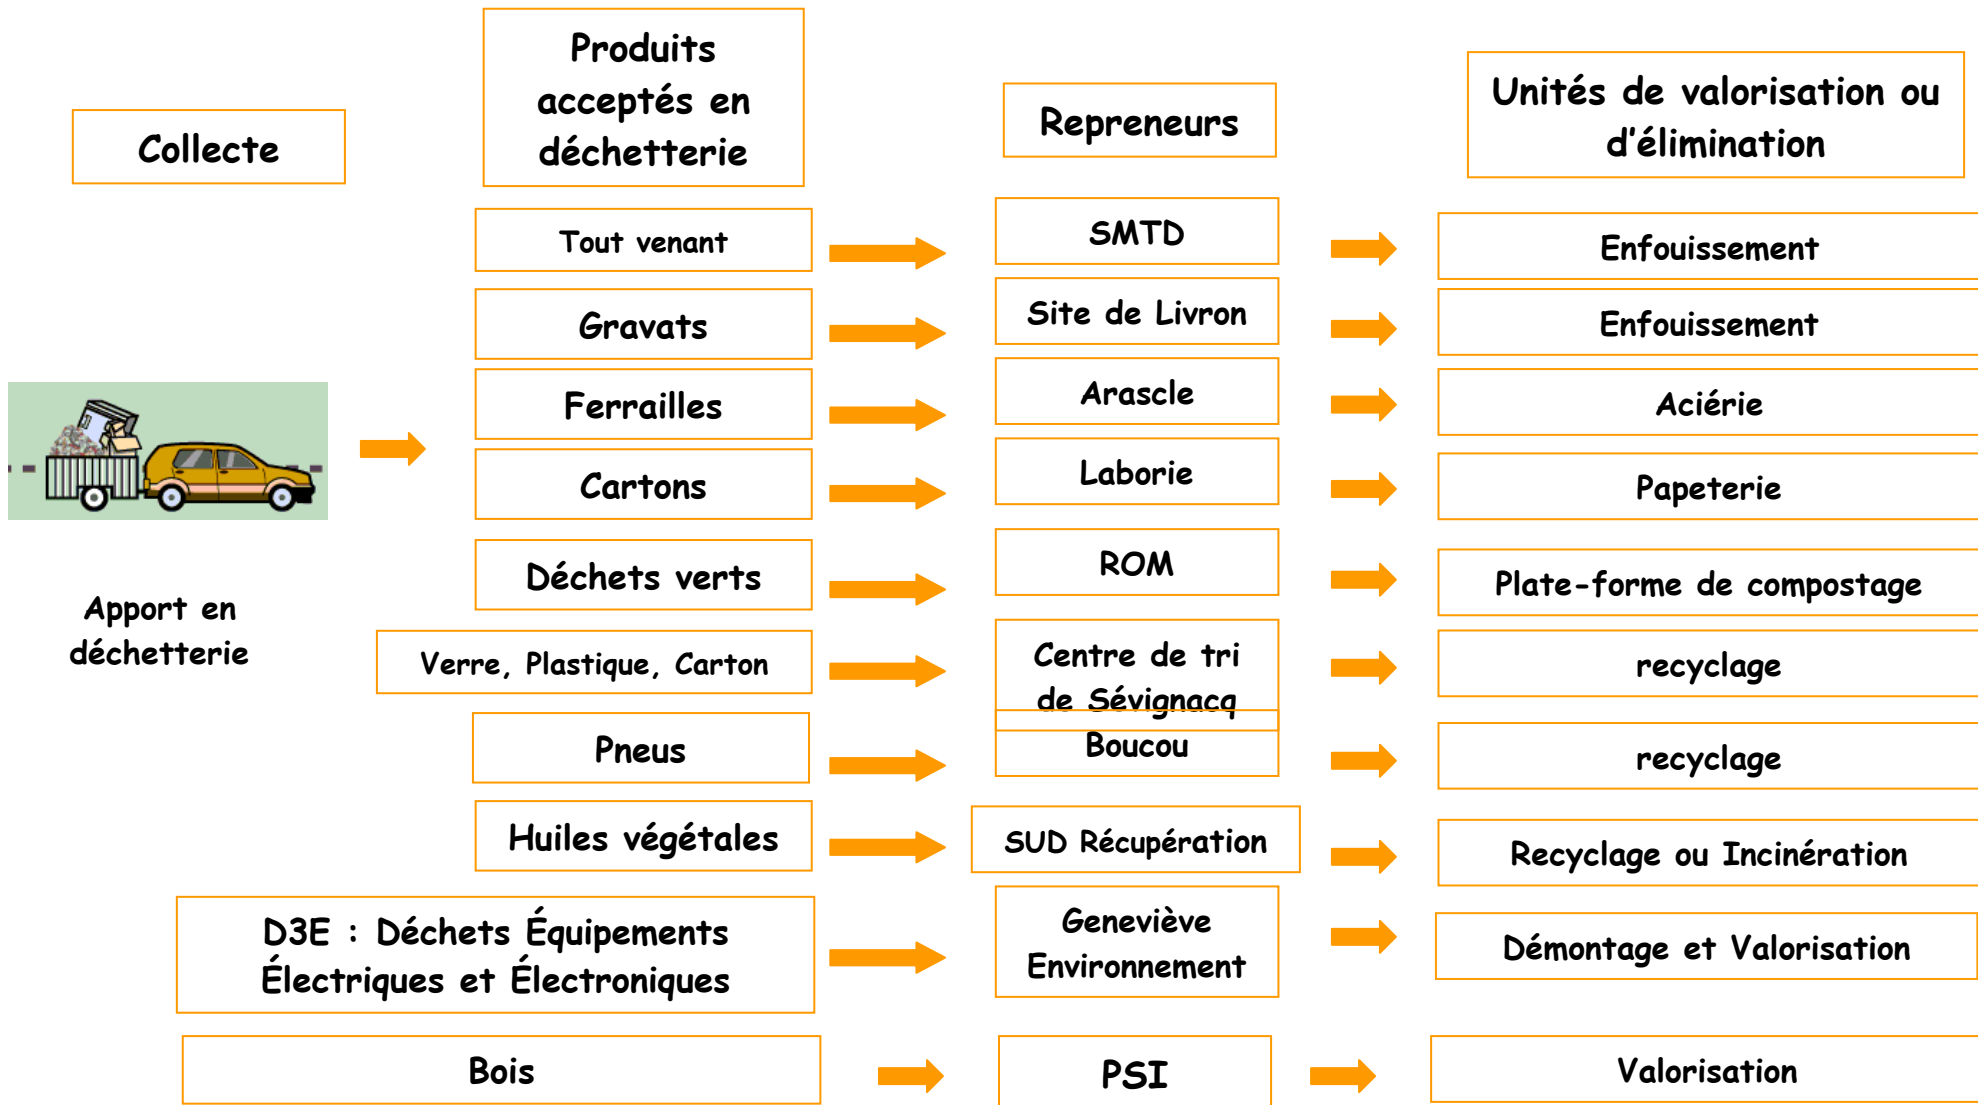 Collecte
Produits
acceptés en
déchetterie
Repreneurs
Unités de valorisation ou
d'élimination
Tout venant
SMTD
Enfouissement
Gravats
Site de Livron
Enfouissement
Ferrailles
Arascle
Aciérie
Cartons
Laborie
Papeterie
Déchets verts
ROM
Plate-forme de compostage
Apport en
déchetterie
Verre, Plastique, Carton
Centre de tri
de Sévignacq
recyclage
Pneus
Boucou
recyclage
Huiles végétales
SUD Récupération
Recyclage ou Incinération
D3E : Déchets Équipements
Électriques et Électroniques
Geneviève
Environnement
Démontage et Valorisation
Bois
PSI
Valorisation